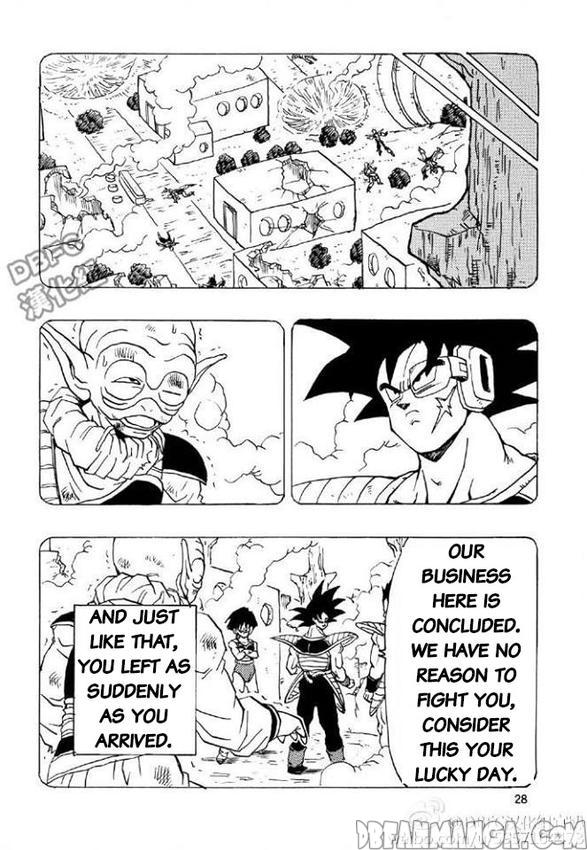 DBFC
漢化組
OUR
BUSINESS
HERE IS
CONCLUDED.
WE HAVE NO
REASON TO
FIGHT YOU,
CONSIDER
THIS YOUR
LUCKY DAY.
AND JUST
LIKE THAT,
YOU LEFT AS
SUDDENLY
AS YOU
ARRIVED.
28
DBFANMANGA.COM